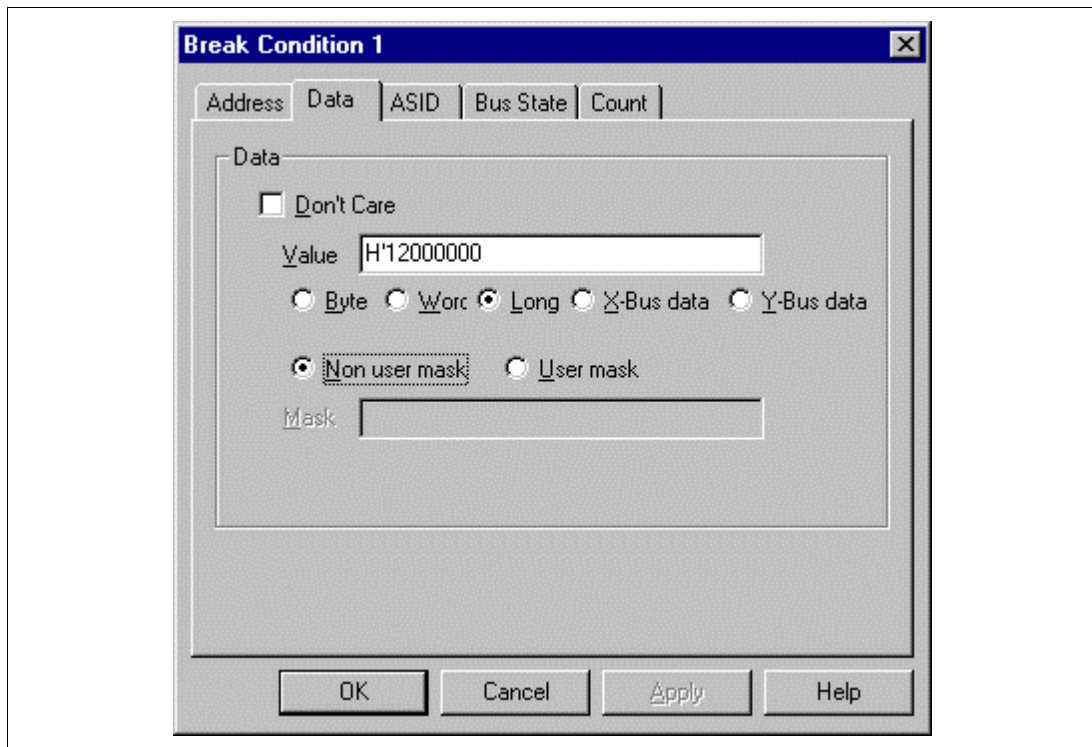 Break Condition 1
Address Data ASID Bus State Count
Data
Don't Care
Value H'12000000
Byte Worc Long X-Bus data Y-Bus data
Non user mask User mask
Mask
OK Cancel Apply Help